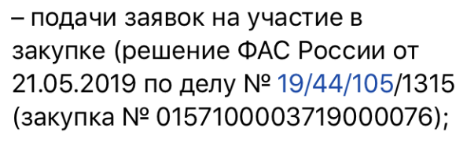 – подачи заявок на участие в
закупке (решение ФАС России от
21.05.2019 по делу № 19/44/105/1315
(закупка № 0157100003719000076);